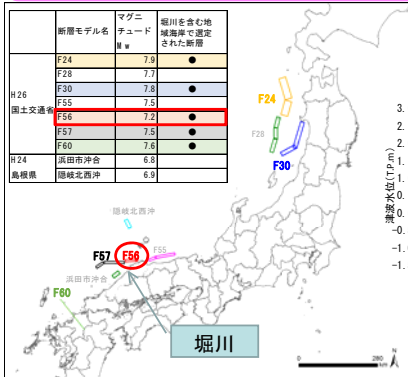 断層モデル名 マグニチュード Mw 堀川を含む地域海岸で選定された断層
H26 国土交通省 F24 7.9 ●
F28 7.7
F30 7.8 ●
F55 7.5
F56 7.2 ●
F57 7.5 ●
F60 7.6 ●
H24 島根県 浜田市沖合 6.8
隠岐北西沖 6.9
F24
F28
F30
隠岐北西沖
F57 F56 F55
浜田市沖合
F60
堀川
0 280 km
N
津波水位(T.P.m)
3.
2.
2.
1.
1.
0.
0.
-0.
-1.
-1.